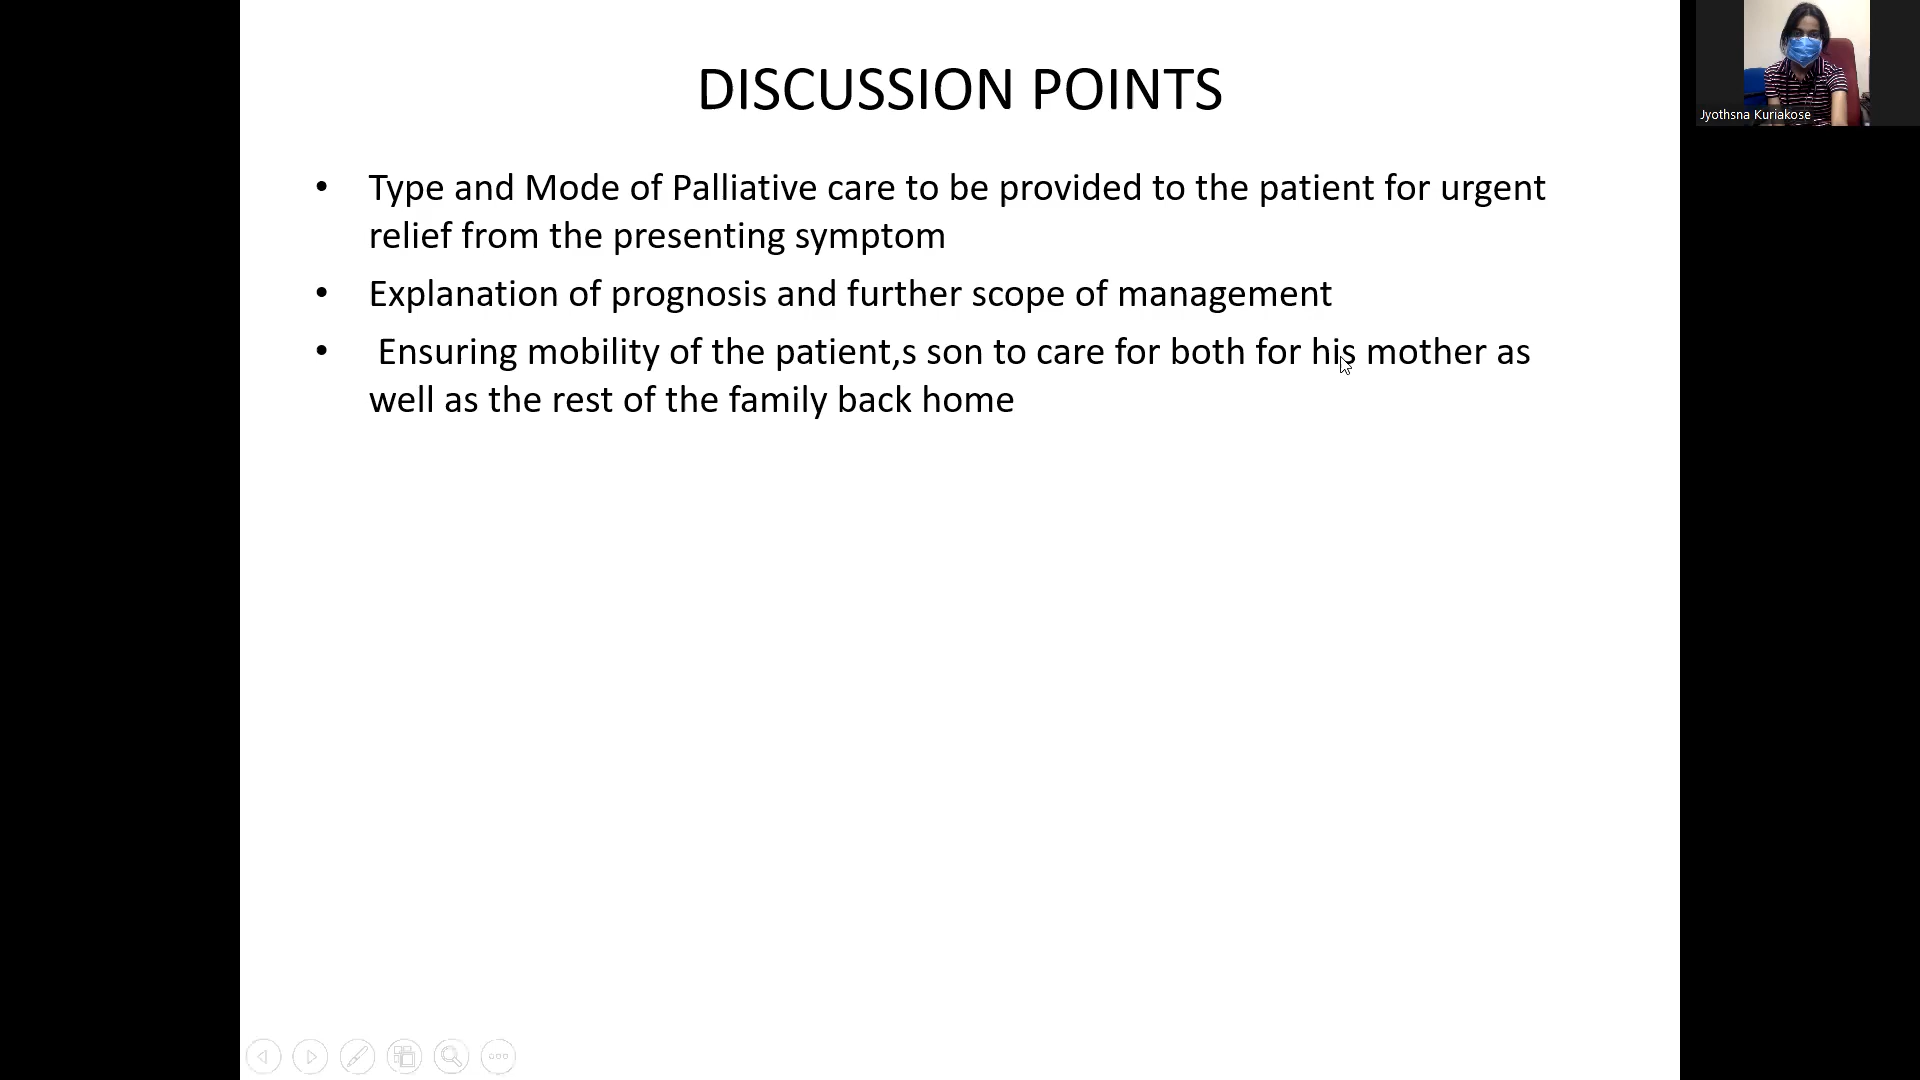 DISCUSSION POINTS
• Type and Mode of Palliative care to be provided to the patient for urgent
relief from the presenting symptom
• Explanation of prognosis and further scope of management
• Ensuring mobility of the patient,s son to care for both for his mother as
well as the rest of the family back home
Jyothsna Kuriakose